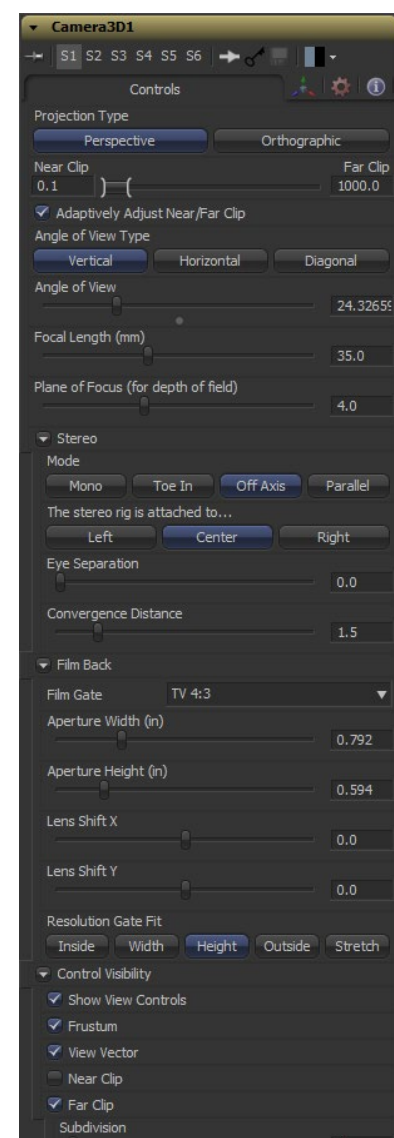 Camera3D1
S1 S2 S3 S4 S5 S6
Controls
Projection Type
Perspective Orthographic
Near Clip Far Clip
0.1 1000.0
Adaptively Adjust Near/Far Clip
Angle of View Type
Vertical Horizontal Diagonal
Angle of View
24.32659
Focal Length (mm)
35.0
Plane of Focus (for depth of field)
4.0
Stereo
Mode
Mono Toe In Off Axis Parallel
The stereo rig is attached to...
Left Center Right
Eye Separation
0.0
Convergence Distance
1.5
Film Back
Film Gate TV 4:3
Aperture Width (in)
0.792
Aperture Height (in)
0.594
Lens Shift X
0.0
Lens Shift Y
0.0
Resolution Gate Fit
Inside Width Height Outside Stretch
Control Visibility
Show View Controls
Frustum
View Vector
Near Clip
Far Clip
Subdivision